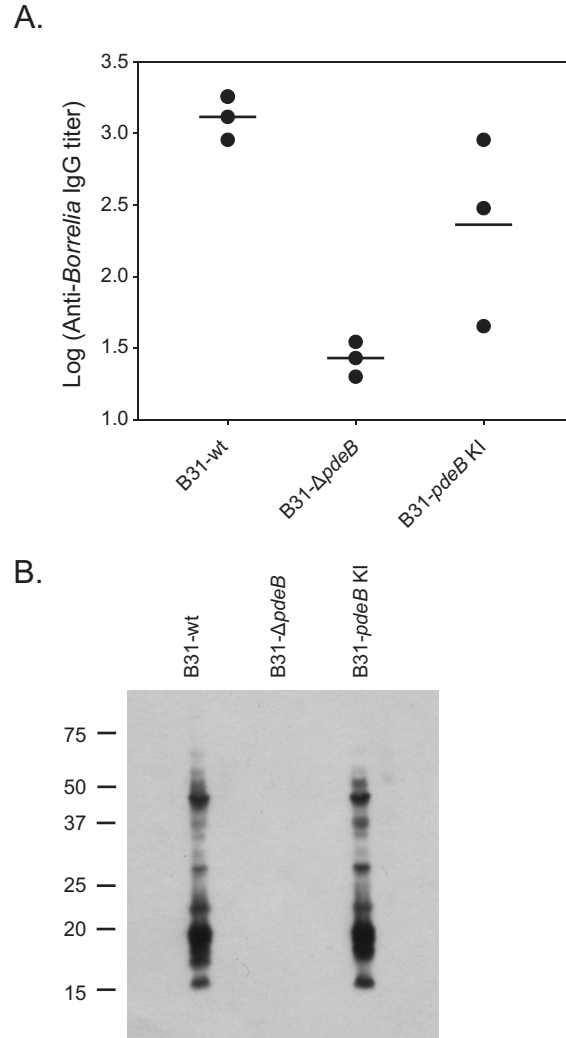 A.
Log (Anti-Borrelia IgG titer)
3.5
3.0
2.5
2.0
1.5
1.0
B31-wt
B31-ΔpdeB
B31-pdeB KI
B.
B31-wt
B31-ΔpdeB
B31-pdeB KI
75
50
37
25
20
15